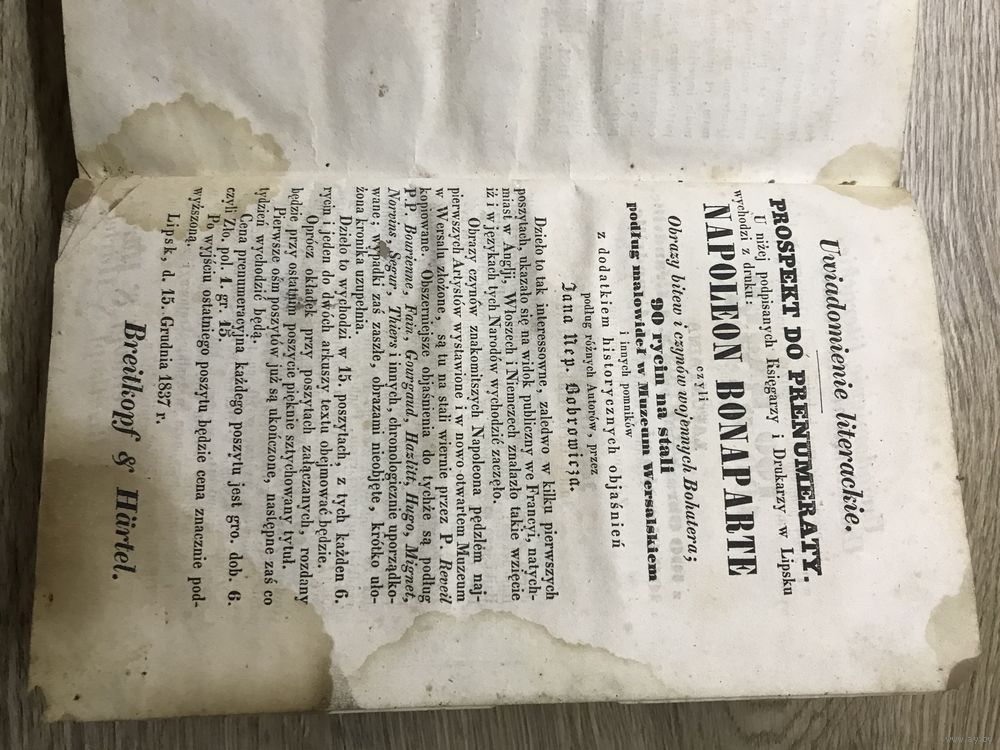 Uwiadomienie literackie.
PROSPEKT DO PRENUMERATY.
U niżej podpisanych Księgarzy i Drukarzy w Lipsku
wychodzi z druku:
NAPOLEON BONAPARTE
czyli
Obrazy bitew i czynów wojennych Bohatera;
90 rycin na stali
podług malowideł w Muzeum Wersalskiem
i innych pomników
z dodatkiem historycznych objaśnień
podług różnych Autorów, przez
Jana Nep. Bobrowicza.
Dzieło to tak interessowne, zaledwo w kilku pierwszych
poszytach, ukazało się na widok publiczny we Francyi, natych-
miast w Anglji, Włoszech i Niemczech znalazło takie wzięcie
iż i w językach tych Narodów wychodzić zaczęło.
Obrazy czynów znakomitszych Napoleona pędzlem naj-
pierwszych Artystów wystawione i w nowo otwartem Muzeum
w Wersalu złożone, są tu na stali wiernie przez P. Reveil
kopiowane. Obszerniejsze objaśnienia do tychże są podług
P.P. Bourienne, Fain, Gourgaud, Hazlitt, Hugo, Mignet,
Norvins, Segur, Thiers i innych, chronologicznie uporządko-
wane; wypadki zaś zaszłe, obrazami nieobjęte, krótko uło-
żona kronika uzupełnia.
Dzieło to wychodzi w 15. poszytach, z tych każden 6.
rycin i jeden do dwóch arkuszy textu obejmować będzie.
Oprócz okładek przy poszytach załączanych, rozdany
będzie przy ostatnim poszycie pięknie sztychowany tytuł.
Pierwsze ośm poszytów już są ukończone, następne zaś co
tydzień wychodzić będą.
Cena prenumeracyjna każdego poszytu jest gro. dob. 6.
czyli Zło. pol. 1. gr. 15.
Po wyjściu ostatniego poszytu będzie cena znacznie pod-
wyższoną.
Lipsk, d. 15. Grudnia 1837 r.
Breitkopf & Härtel.